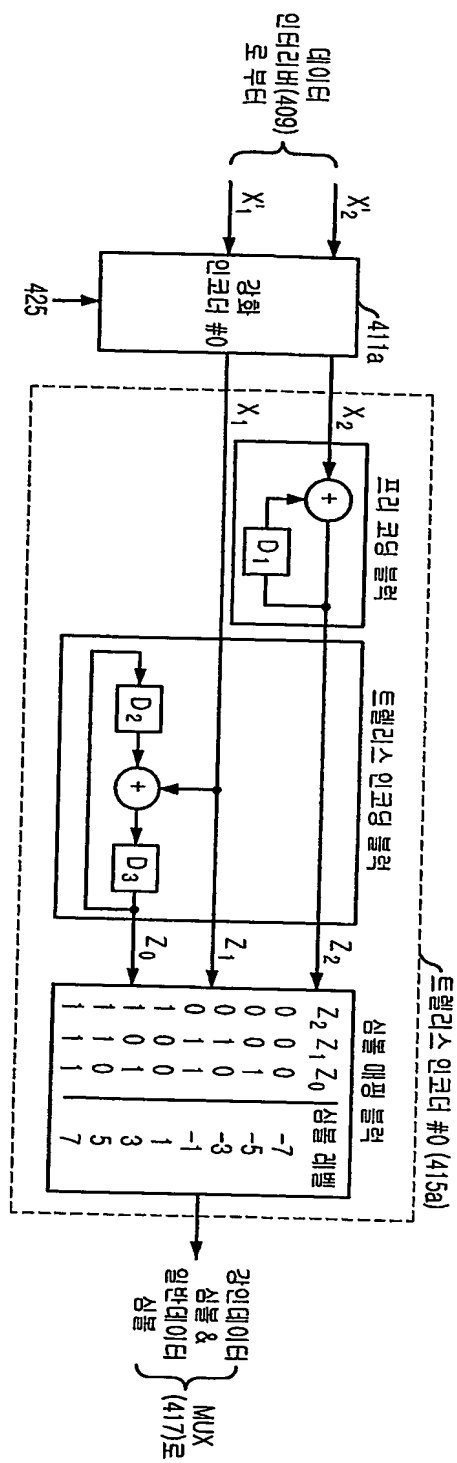 데이터
인터리버(409)
로 부터
X'₂
X'₁
411a
강화
인코더 #0
425
X₂
X₁
트렐리스 인코더 #0 (415a)
프리 코딩 블럭
+
D₁
트렐리스 인코딩 블럭
D₂
+
D₃
Z₂
Z₁
Z₀
심볼 매핑 블럭
Z₂ Z₁ Z₀ 심볼 레벨
0 0 0 -7
0 0 1 -5
0 1 0 -3
0 1 1 -1
1 0 0 1
1 0 1 3
1 1 0 5
1 1 1 7
강인데이터
심볼 &
일반데이터
심볼
MUX
(417)로